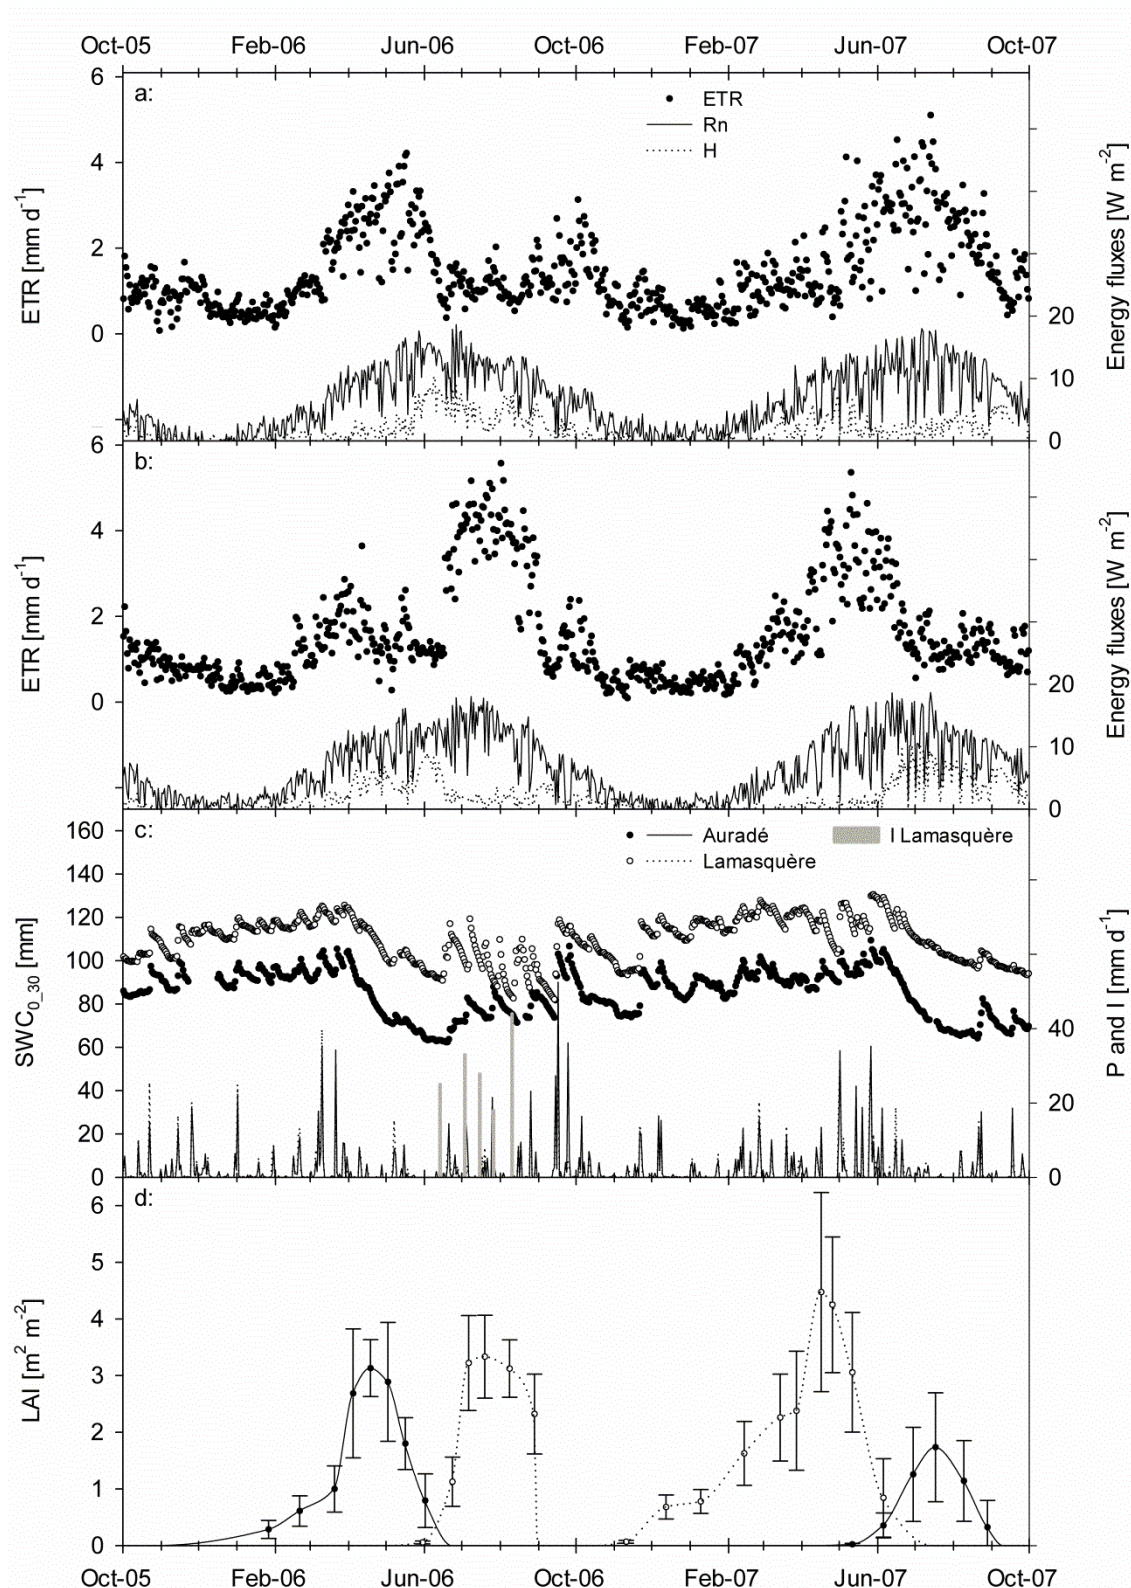 Oct-05 Feb-06 Jun-06 Oct-06 Feb-07 Jun-07 Oct-07
a:
ETR
Rn
H
6
4
2
0
ETR [mm d⁻¹]
20
10
0
Energy fluxes [W m⁻²]
b:
6
4
2
0
ETR [mm d⁻¹]
20
10
0
Energy fluxes [W m⁻²]
c:
Auradé
Lamasquère
I Lamasquère
160
140
120
100
80
60
40
20
0
SWC₀_₃₀ [mm]
40
20
0
P and I [mm d⁻¹]
d:
6
5
4
3
2
1
0
LAI [m² m⁻²]
Oct-05 Feb-06 Jun-06 Oct-06 Feb-07 Jun-07 Oct-07